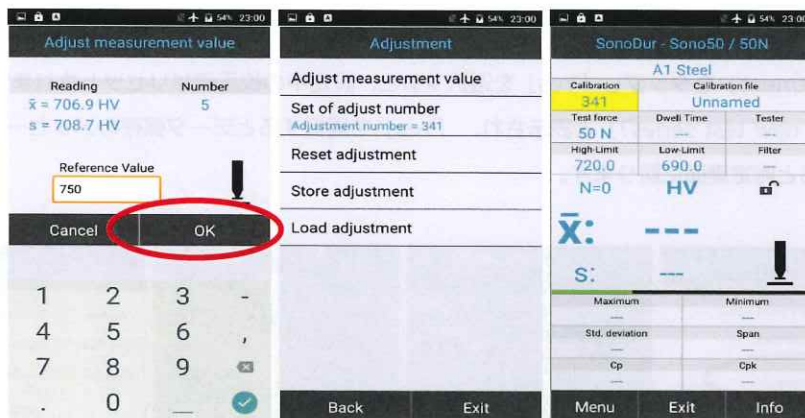 54% 23:00
Adjust measurement value
Reading Number
x̄ = 706.9 HV 5
s = 708.7 HV
Reference Value
750
Cancel OK
1 2 3 -
4 5 6 ,
7 8 9
. 0 _
54% 23:00
Adjustment
Adjust measurement value
Set of adjust number
Adjustment number = 341
Reset adjustment
Store adjustment
Load adjustment
Back Exit
54% 23:00
SonoDur - Sono50 / 50N
A1 Steel
Calibration Calibration file
341 Unnamed
Test force Dwell Time Tester
50 N --- ---
High-Limit Low-Limit Filter
720.0 690.0 ---
N=0 HV
x̄: ---
s: ---
Maximum Minimum
--- ---
Std. deviation Span
--- ---
Cp Cpk
--- ---
Menu Exit Info